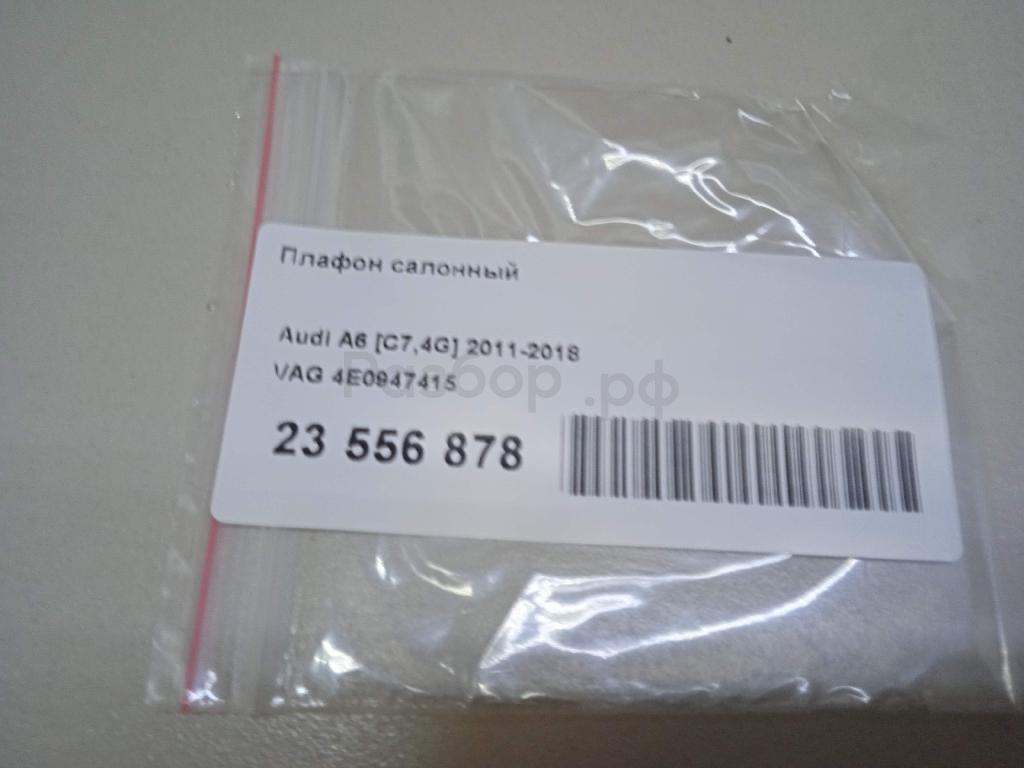 Плафон салонный
Audi A6 [C7,4G] 2011-2018
VAG 4E0947415
Разбор.рф
23 556 878